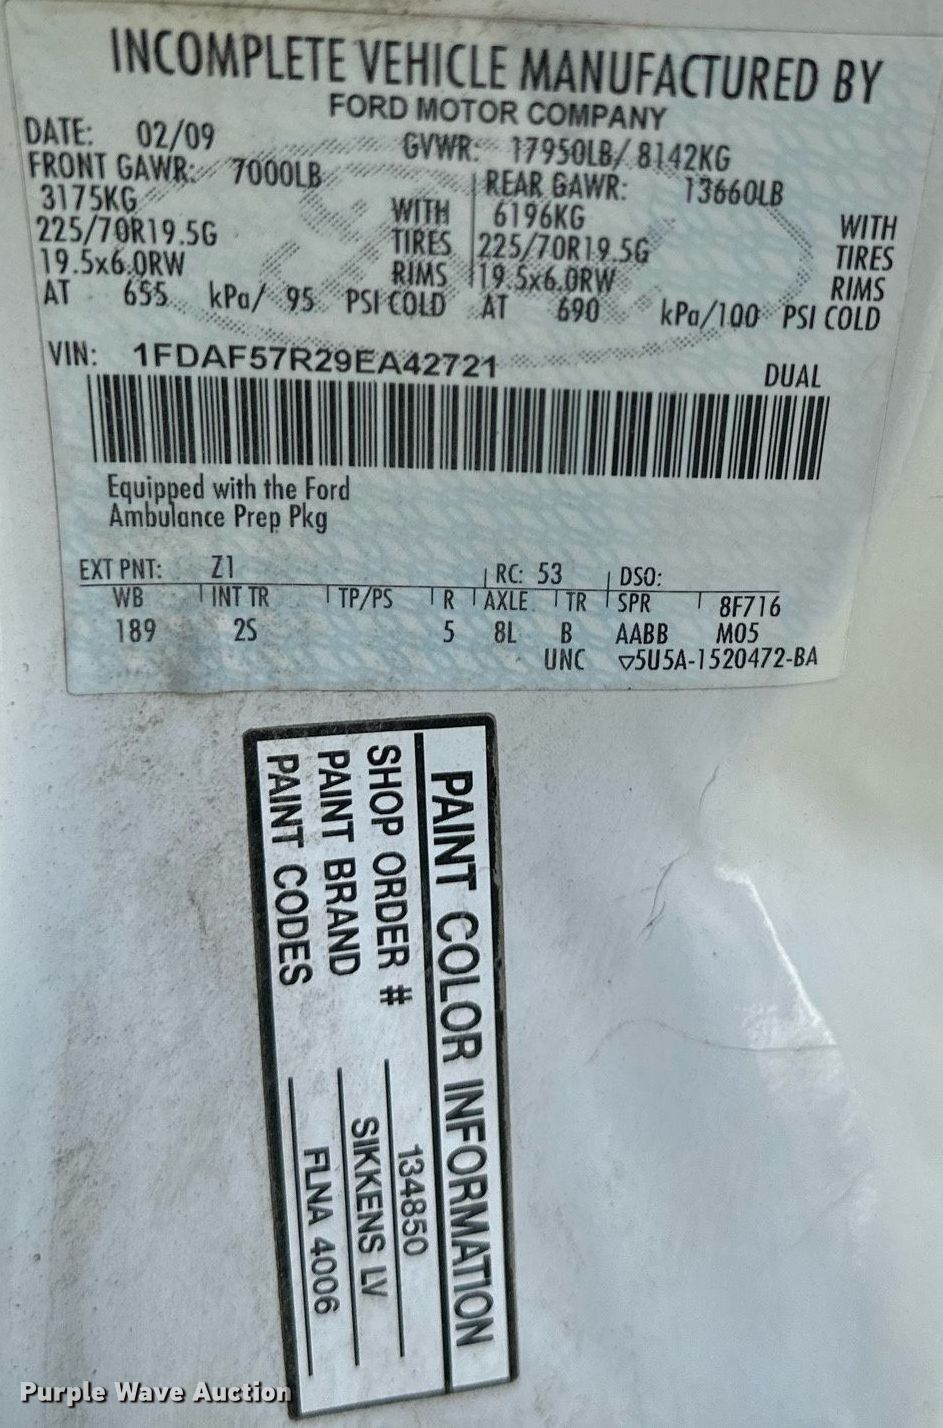 INCOMPLETE VEHICLE MANUFACTURED BY
FORD MOTOR COMPANY
DATE: 02/09 GVWR: 17950LB/ 8142KG
FRONT GAWR: 7000LB REAR GAWR: 13660LB
3175KG WITH 6196KG WITH
225/70R19.5G TIRES 225/70R19.5G TIRES
19.5x6.0RW RIMS 19.5x6.0RW RIMS
AT 655 kPa/ 95 PSI COLD AT 690 kPa/100 PSI COLD
VIN: 1FDAF57R29EA42721 DUAL
Equipped with the Ford
Ambulance Prep Pkg
EXT PNT: Z1 RC: 53 DSO:
WB INT TR TP/PS R AXLE TR SPR 8F716
189 2S 5 8L B AABB M05
UNC ▽5U5A-1520472-BA
PAINT COLOR INFORMATION
SHOP ORDER # 134850
PAINT BRAND SIKKENS LV
PAINT CODES FLNA 4006
Purple Wave Auction